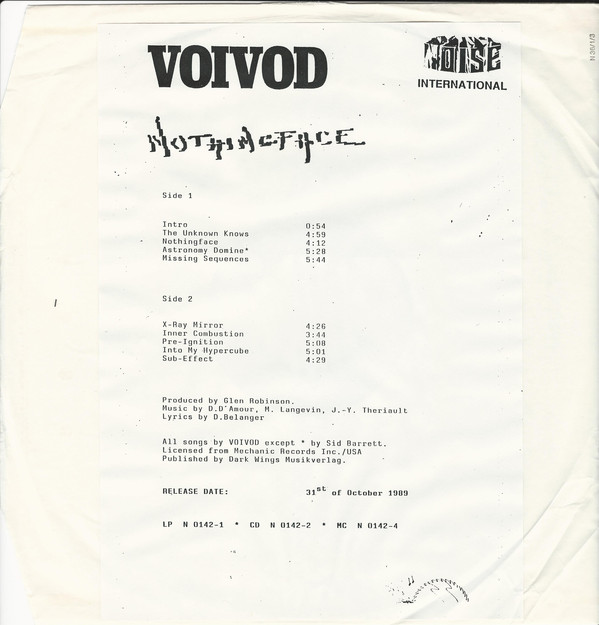 VOIVOD
NOISE
INTERNATIONAL
N 36/1/3
NOTHINGFACE
Side 1
Intro 0:54
The Unknown Knows 4:59
Nothingface 4:12
Astronomy Domine* 5:28
Missing Sequences 5:44
Side 2
X-Ray Mirror 4:26
Inner Combustion 3:44
Pre-Ignition 5:08
Into My Hypercube 5:01
Sub-Effect 4:29
Produced by Glen Robinson.
Music by D.D'Amour, M. Langevin, J.-Y. Theriault
Lyrics by D.Belanger
All songs by VOIVOD except * by Sid Barrett.
Licensed from Mechanic Records Inc./USA
Published by Dark Wings Musikverlag.
RELEASE DATE: 31st of October 1989
LP N 0142-1 * CD N 0142-2 * MC N 0142-4